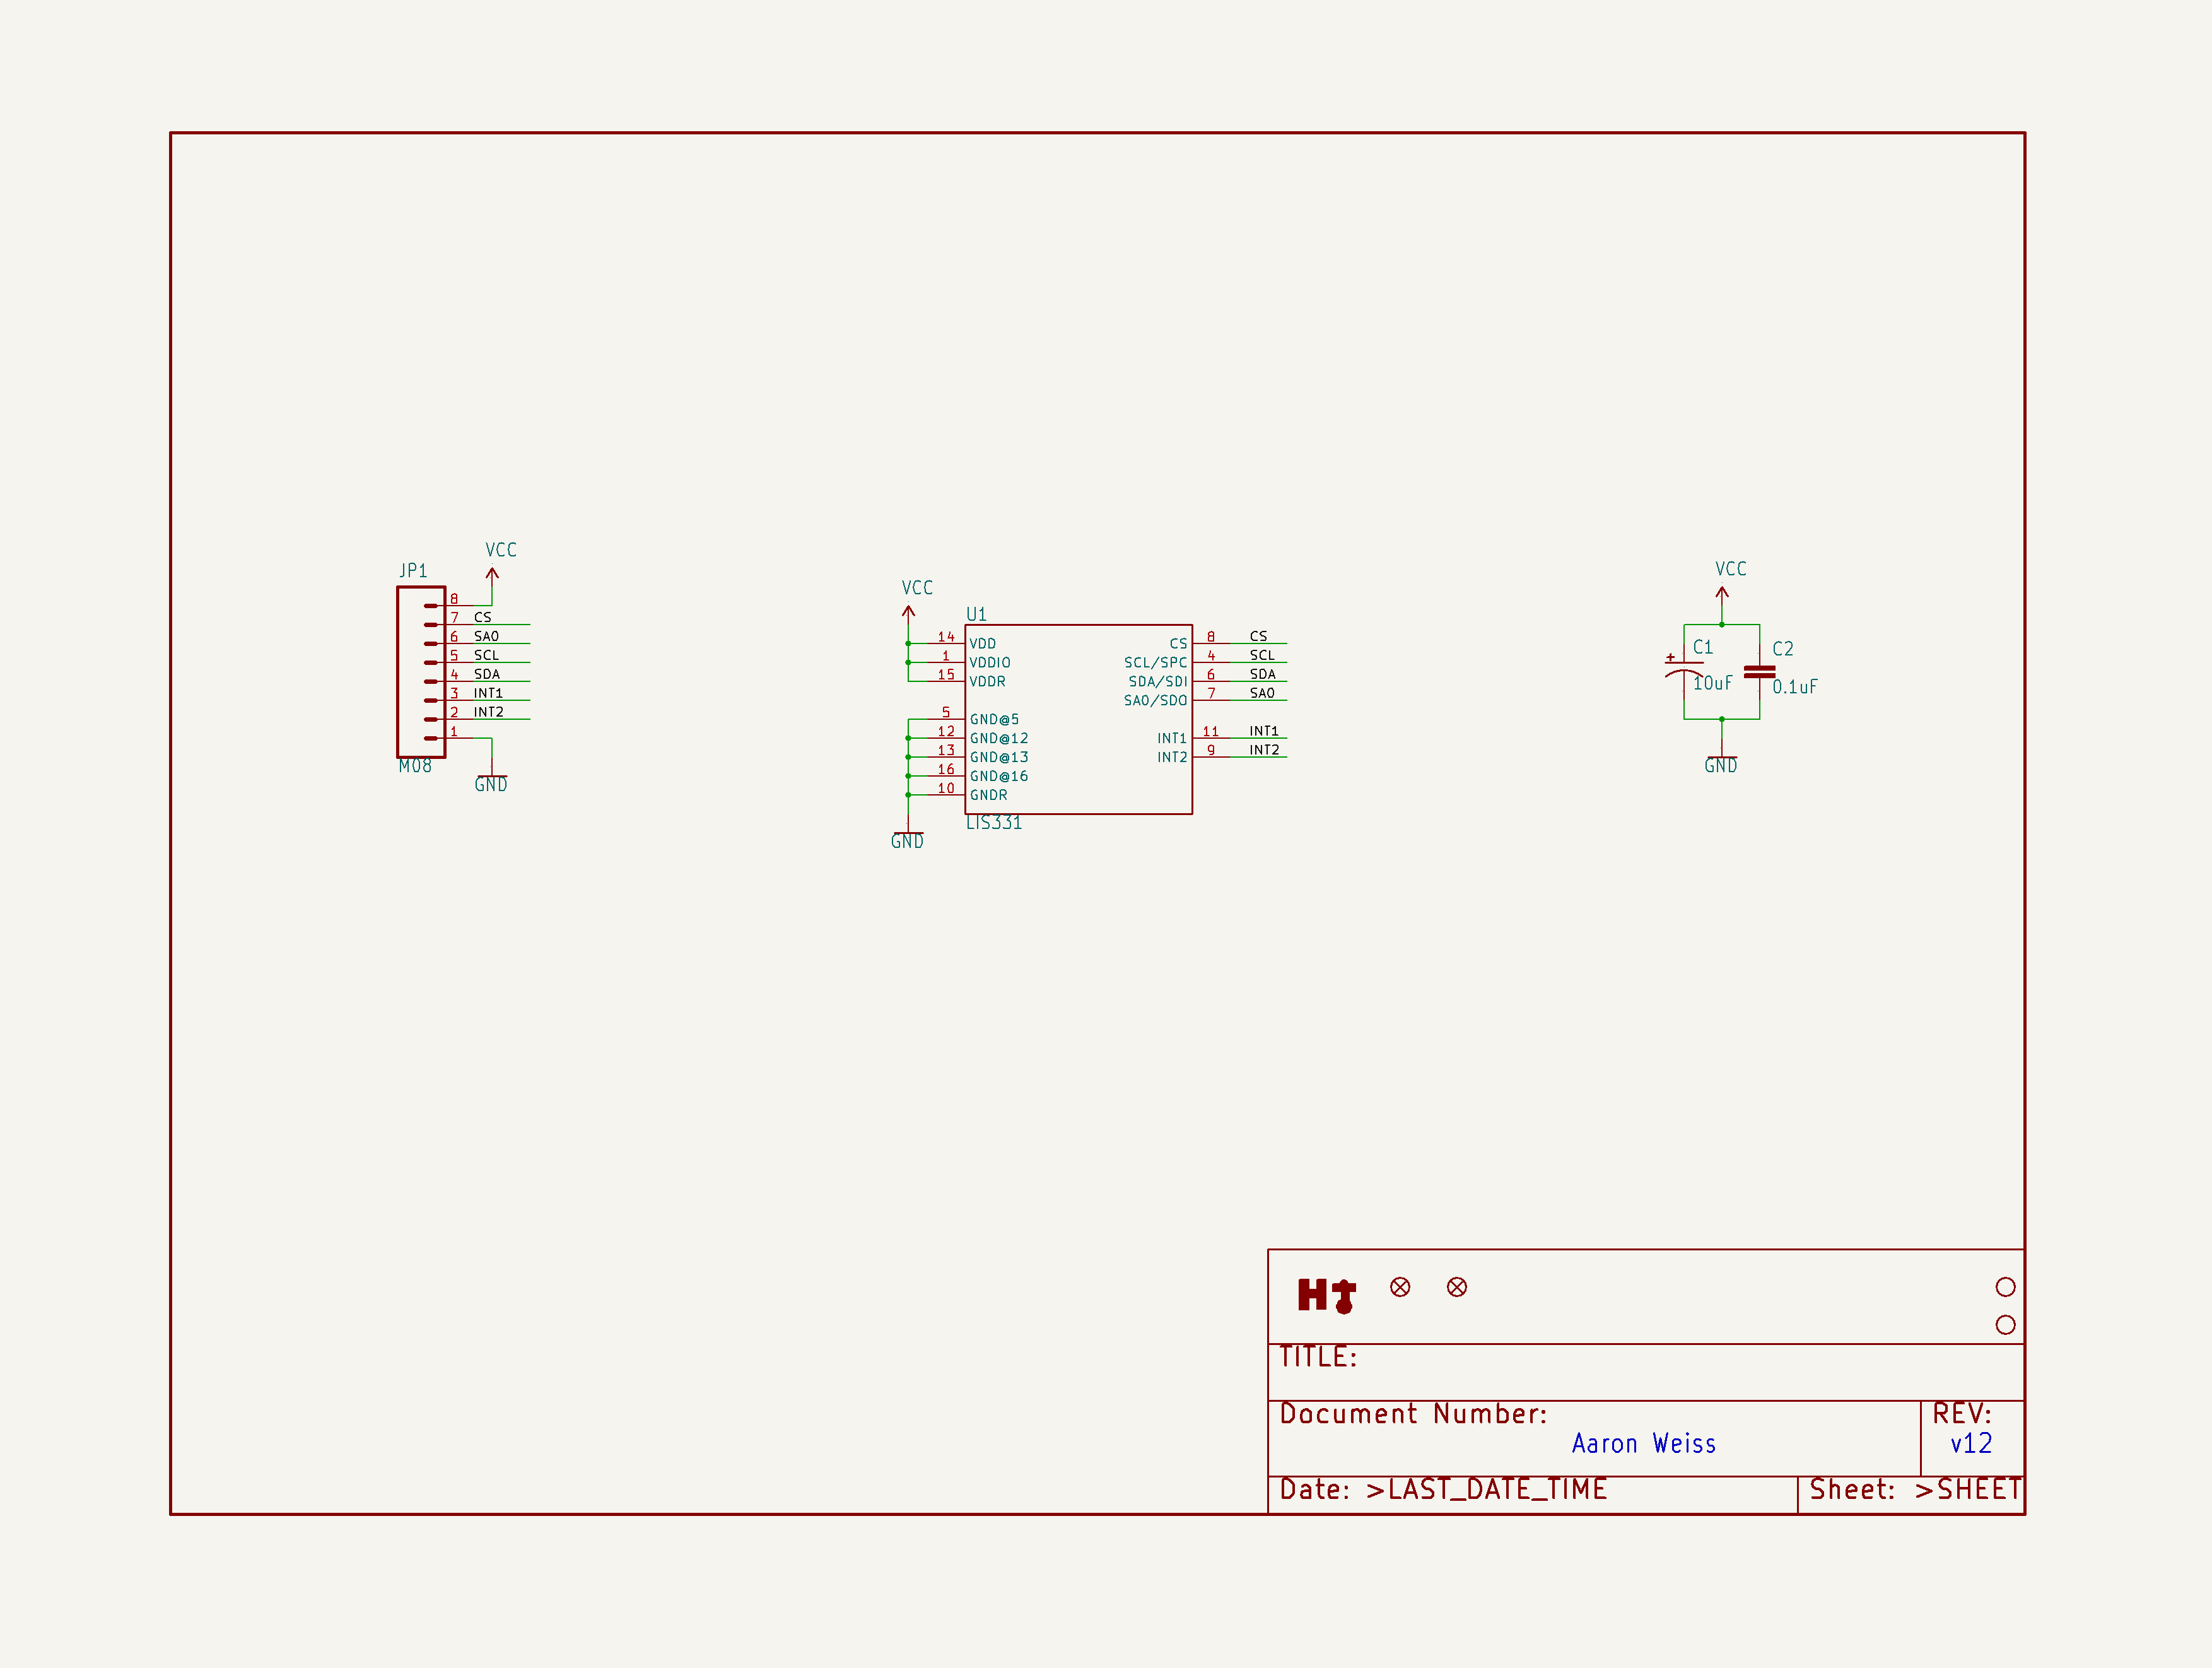 VCC
JP1
8
7 CS
6 SA0
5 SCL
4 SDA
3 INT1
2 INT2
1
M08
GND
VCC
U1
14 VDD CS 8 CS
1 VDDIO SCL/SPC 4 SCL
15 VDDR SDA/SDI 6 SDA
SA0/SDO 7 SA0
5 GND@5
12 GND@12 INT1 11 INT1
13 GND@13 INT2 9 INT2
16 GND@16
10 GNDR
LIS331
GND
VCC
C1
10uF
C2
0.1uF
GND
TITLE:
Document Number:
Aaron Weiss
REV:
v12
Date: >LAST_DATE_TIME
Sheet: >SHEET